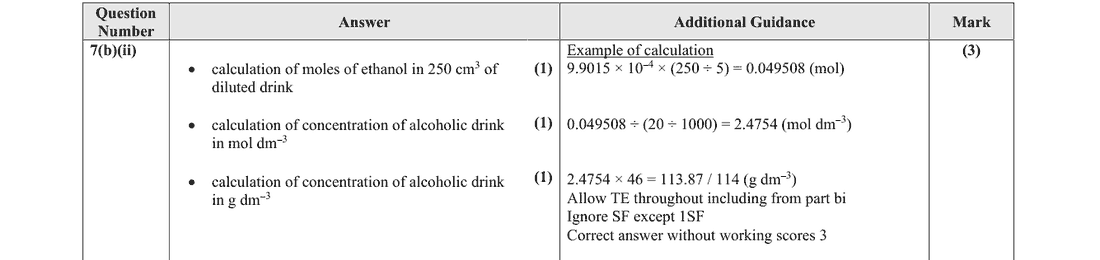 Question Number Answer Additional Guidance Mark
7(b)(ii) Example of calculation (3)
• calculation of moles of ethanol in 250 cm³ of diluted drink (1) 9.9015 × 10⁻⁴ × (250 ÷ 5) = 0.049508 (mol)
• calculation of concentration of alcoholic drink in mol dm⁻³ (1) 0.049508 ÷ (20 ÷ 1000) = 2.4754 (mol dm⁻³)
• calculation of concentration of alcoholic drink in g dm⁻³ (1) 2.4754 × 46 = 113.87 / 114 (g dm⁻³)
Allow TE throughout including from part bi
Ignore SF except 1SF
Correct answer without working scores 3